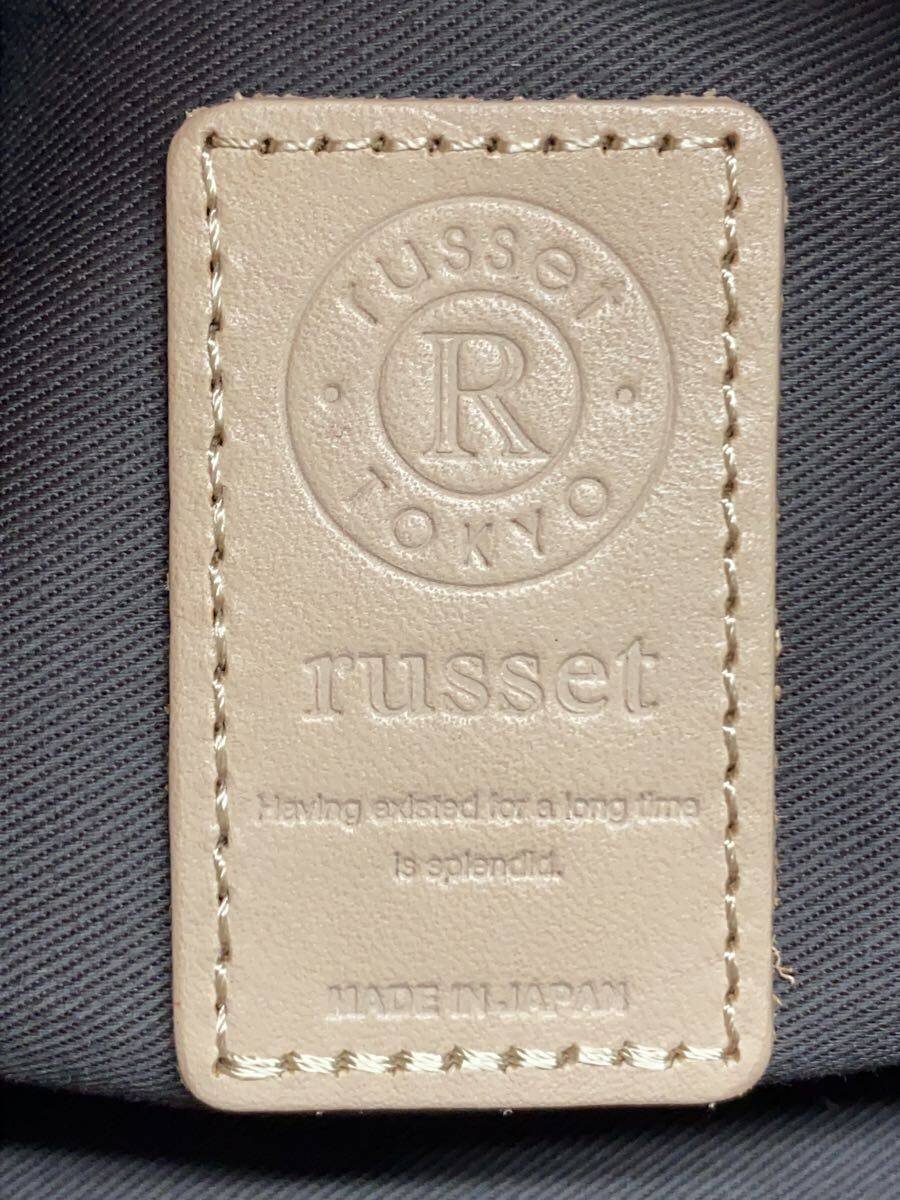 russet
R
TOKYO
russet
Having existed for a long time
is splendid.
MADE IN JAPAN